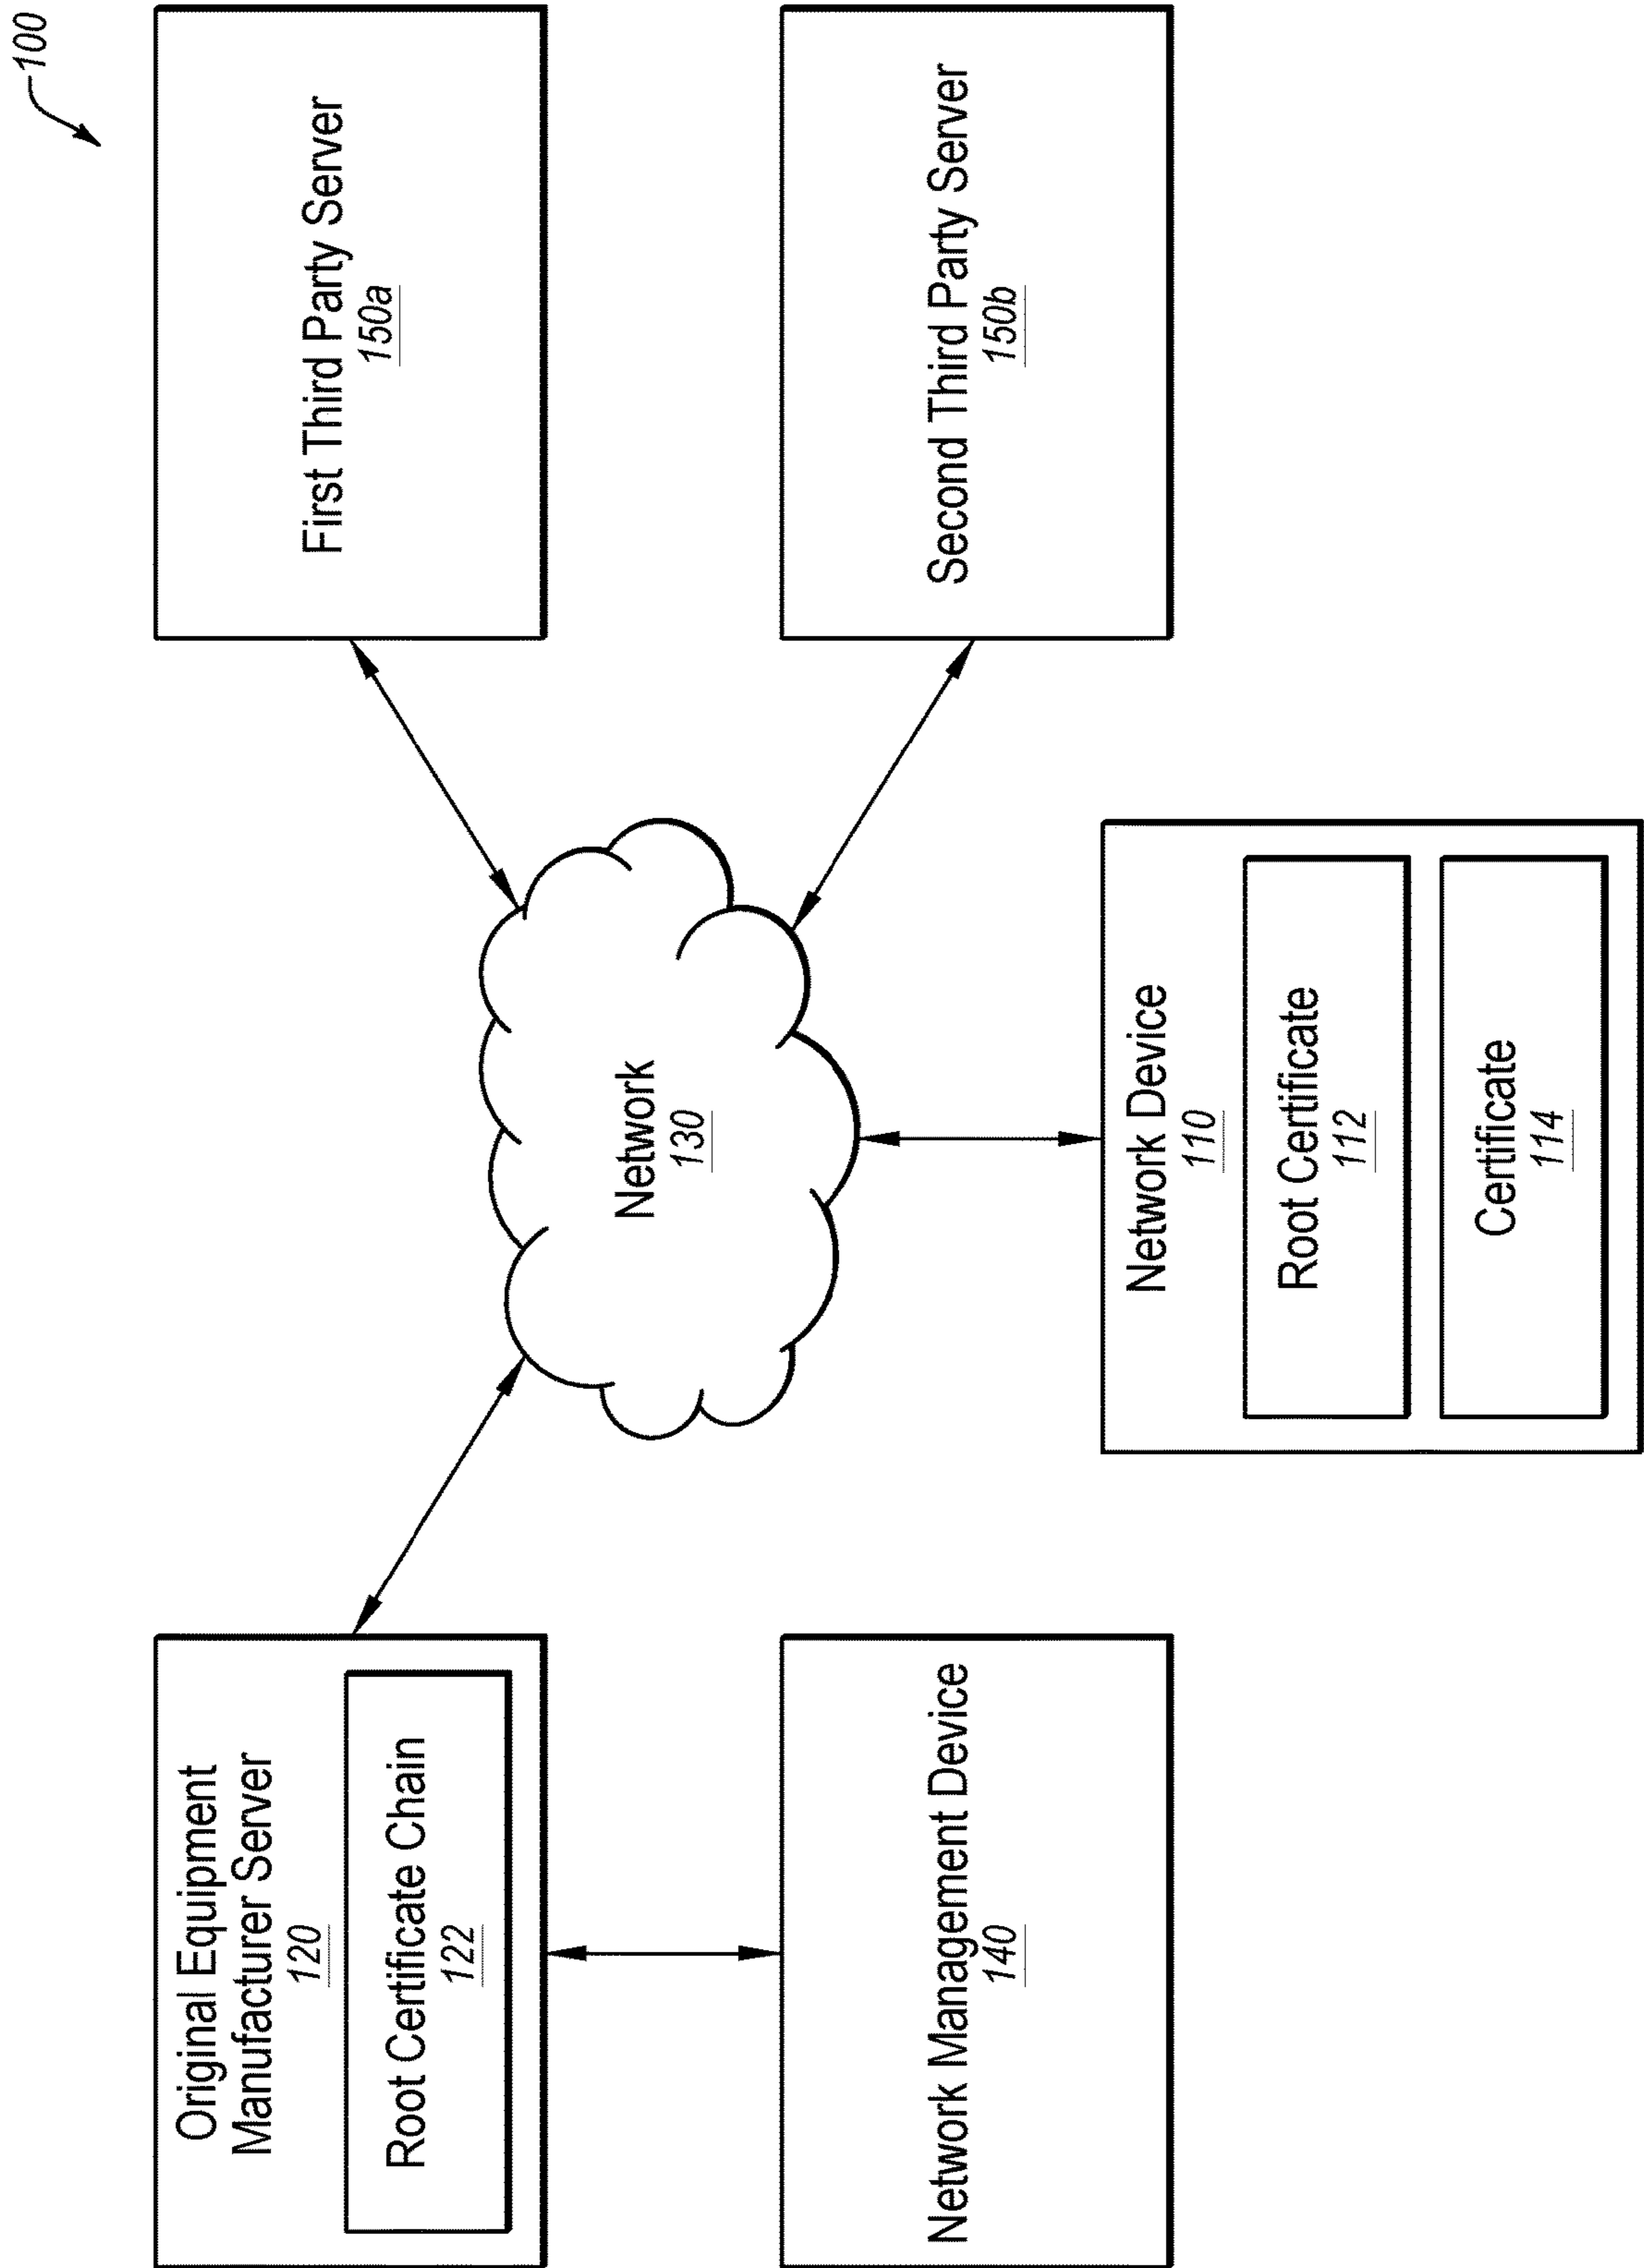 100
Original Equipment
Manufacturer Server
120
Root Certificate Chain
122
First Third Party Server
150a
Network
130
Network Management Device
140
Second Third Party Server
150b
Network Device
110
Root Certificate
112
Certificate
114